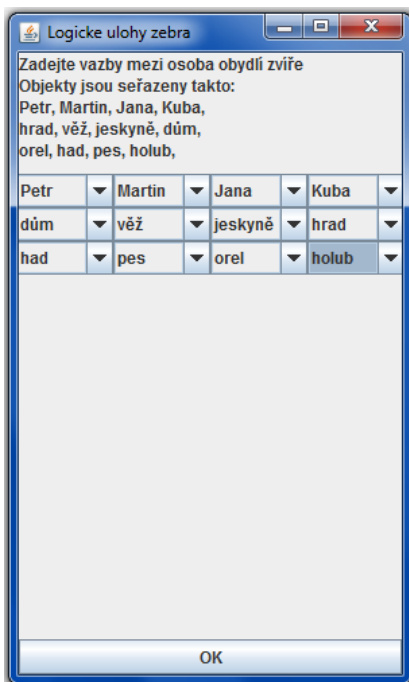 Logicke ulohy zebra
Zadejte vazby mezi osoba obydlí zvíře
Objekty jsou seřazeny takto:
Petr, Martin, Jana, Kuba,
hrad, věž, jeskyně, dům,
orel, had, pes, holub,
Petr Martin Jana Kuba
dům věž jeskyně hrad
had pes orel holub
OK